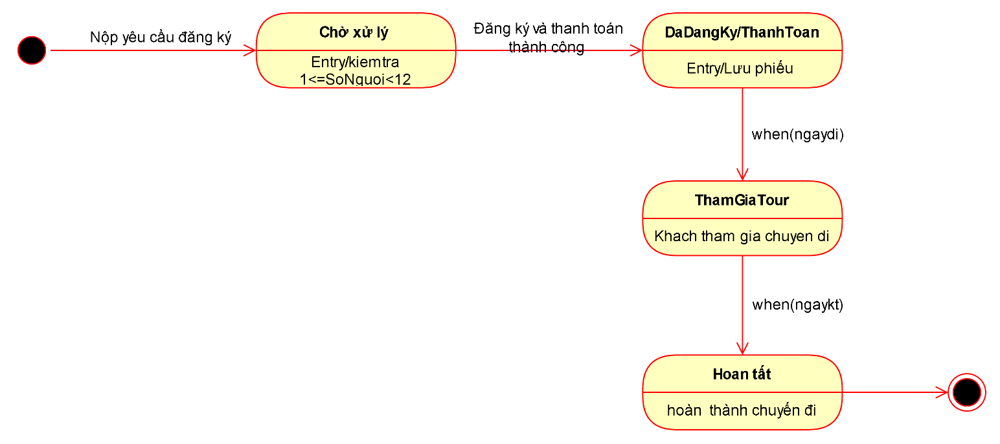 Nộp yêu cầu đăng ký
Chờ xử lý
Entry/kiemtra
1<=SoNguoi<12
Đăng ký và thanh toán
thành công
DaDangKy/ThanhToan
Entry/Lưu phiếu
when(ngaydi)
ThamGiaTour
Khach tham gia chuyen di
when(ngaykt)
Hoan tất
hoàn  thành chuyến đi